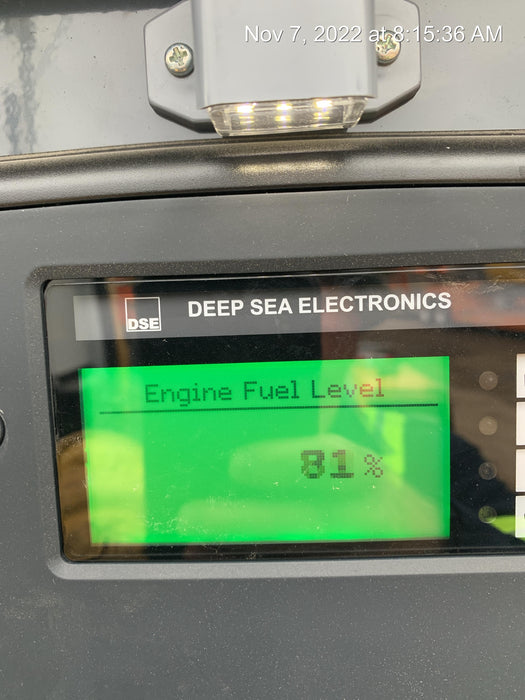 Nov 7, 2022 at 8:15:36 AM
DSE
DEEP SEA ELECTRONICS
Engine Fuel Level
81%